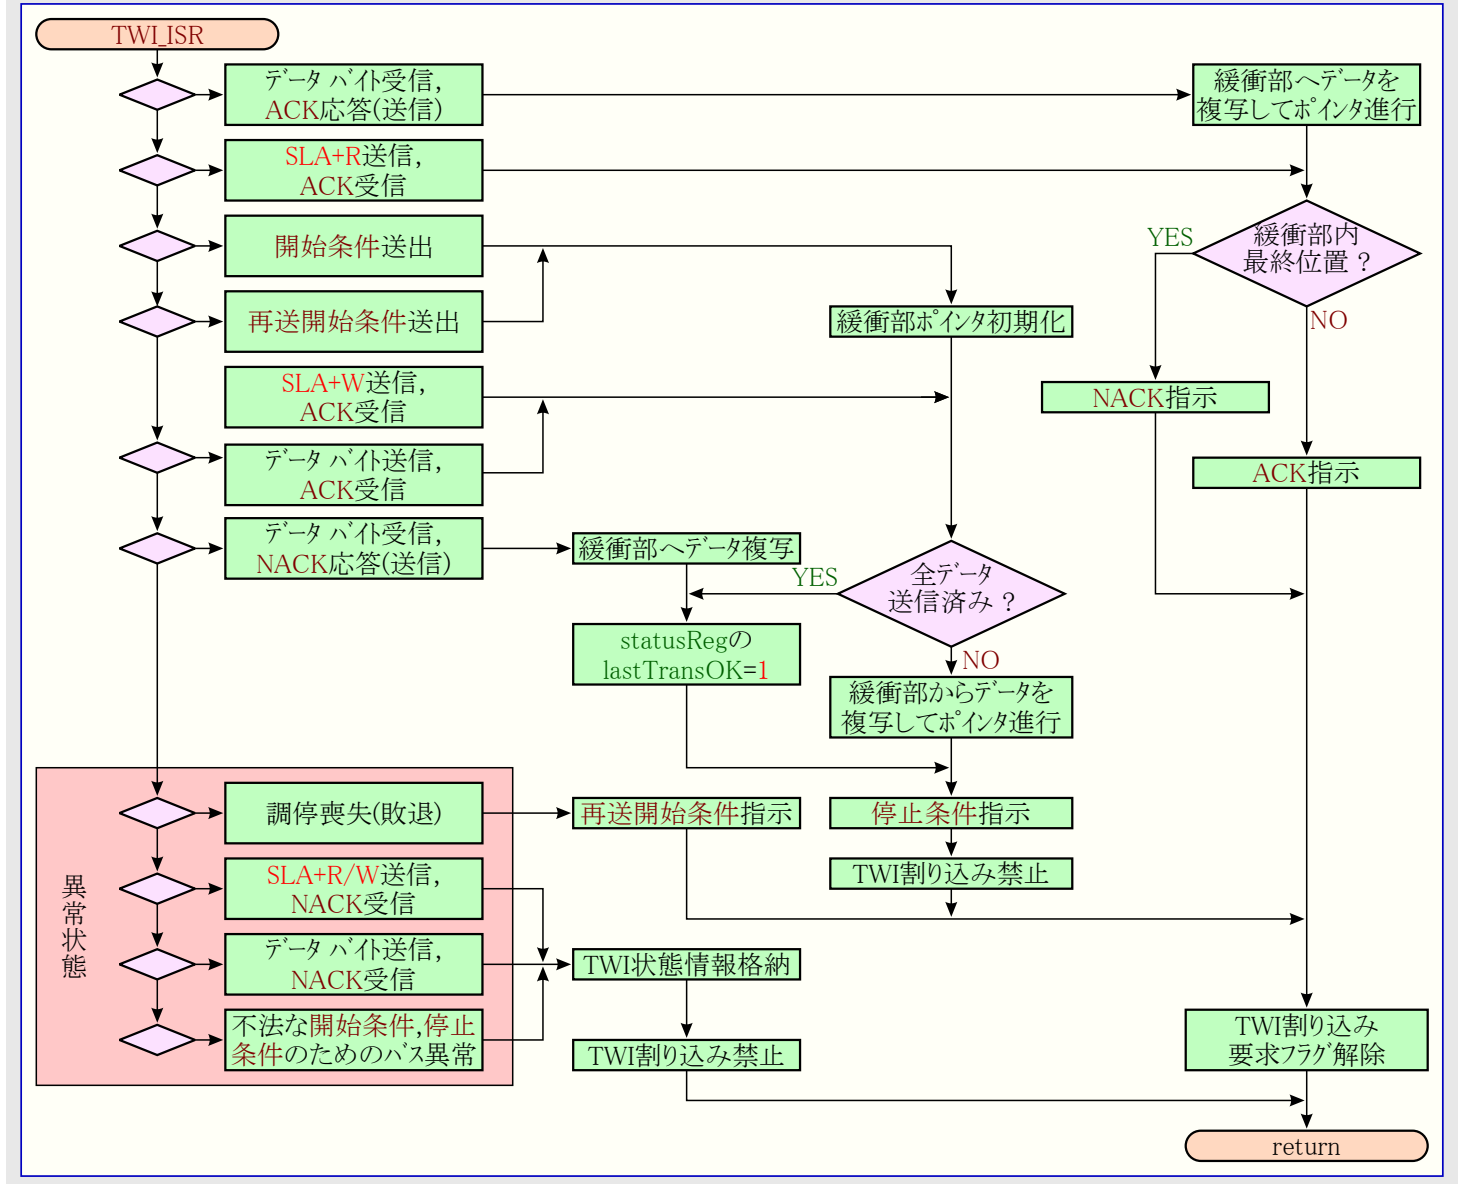 TWI_ISR
データ バイト受信,
ACK応答(送信)
緩衝部へデータを
複写してポインタ進行
SLA+R送信,
ACK受信
開始条件送出
緩衝部内
最終位置 ?
YES
NO
再送開始条件送出
緩衝部ポインタ初期化
SLA+W送信,
ACK受信
NACK指示
データ バイト送信,
ACK受信
ACK指示
データ バイト受信,
NACK応答(送信)
緩衝部へデータ複写
全データ
送信済み ?
YES
NO
statusRegの
lastTransOK=1
緩衝部からデータを
複写してポインタ進行
異常状態
調停喪失(敗退)
再送開始条件指示
停止条件指示
SLA+R/W送信,
NACK受信
TWI割り込み禁止
データ バイト送信,
NACK受信
TWI状態情報格納
不法な開始条件,停止
条件のためのバス異常
TWI割り込み禁止
TWI割り込み
要求フラグ解除
return